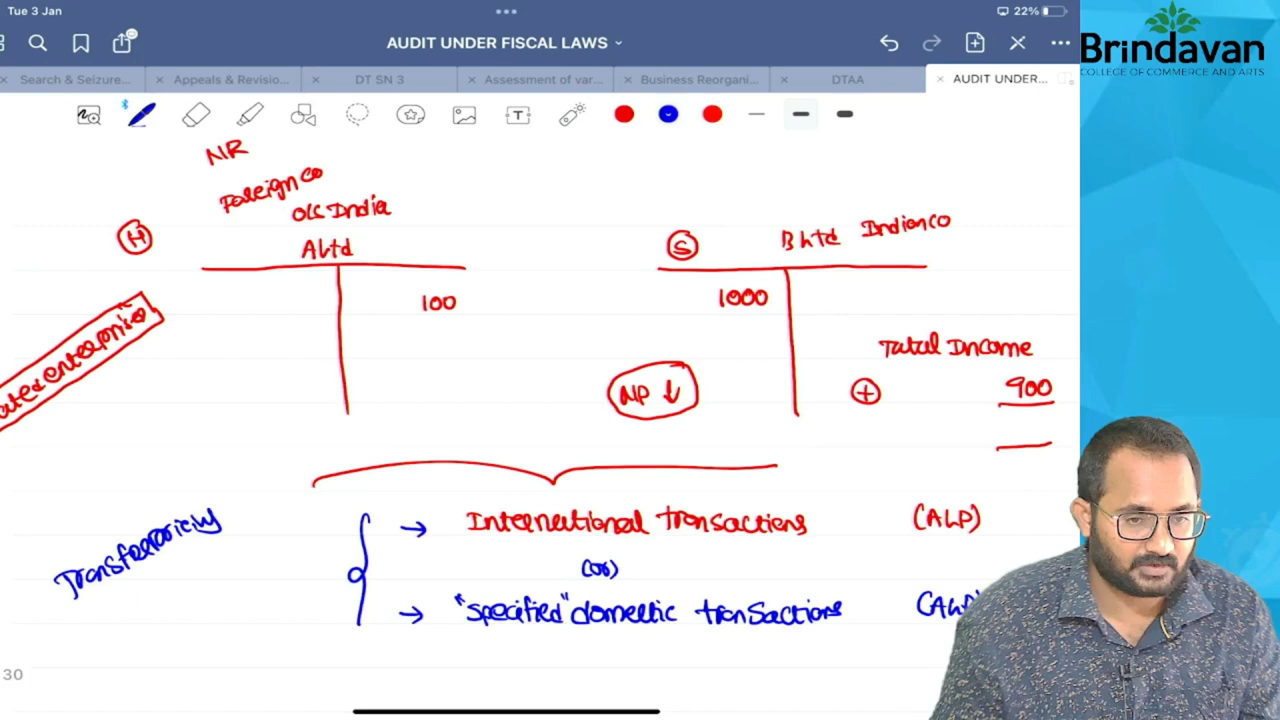 Tue 3 Jan
22%
Brindavan
COLLEGE OF COMMERCE AND ARTS
AUDIT UNDER FISCAL LAWS
Search & Seizure...
Appeals & Revisio...
DT SN 3
Assessment of var...
Business Reorgani...
DTAA
AUDIT UNDER...
NR
Foreign Co
O/s India
H
A Ltd
S
B Ltd Indian co
100
1000
enterprise
Total Income
NP ↓
+ 900
International transactions (ALP)
Transfer pricing
(or)
"specified" domestic transactions
30